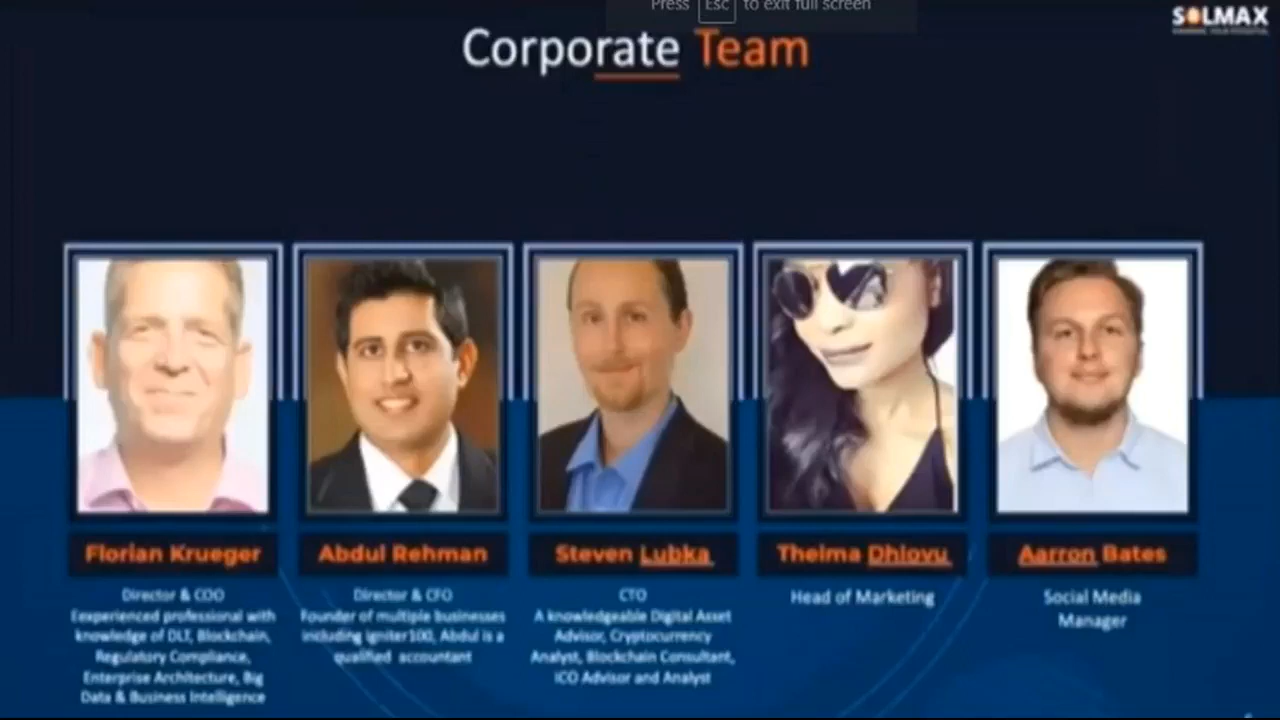 Press Esc to exit full screen
SOLMAX
Corporate Team
Florian Krueger
Abdul Rehman
Steven Lubka
Thelma Dhlovu
Aarron Bates
Director & COO
Eexperienced professional with
knowledge of DLT, Blockchain,
Regulatory Compliance,
Enterprise Architecture, Big
Data & Business Intelligence
Director & CFO
Founder of multiple businesses
including igniter100, Abdul is a
qualified accountant
CTO
A knowledgeable Digital Asset
Advisor, Cryptocurrency
Analyst, Blockchain Consultant,
ICO Advisor and Analyst
Head of Marketing
Social Media
Manager